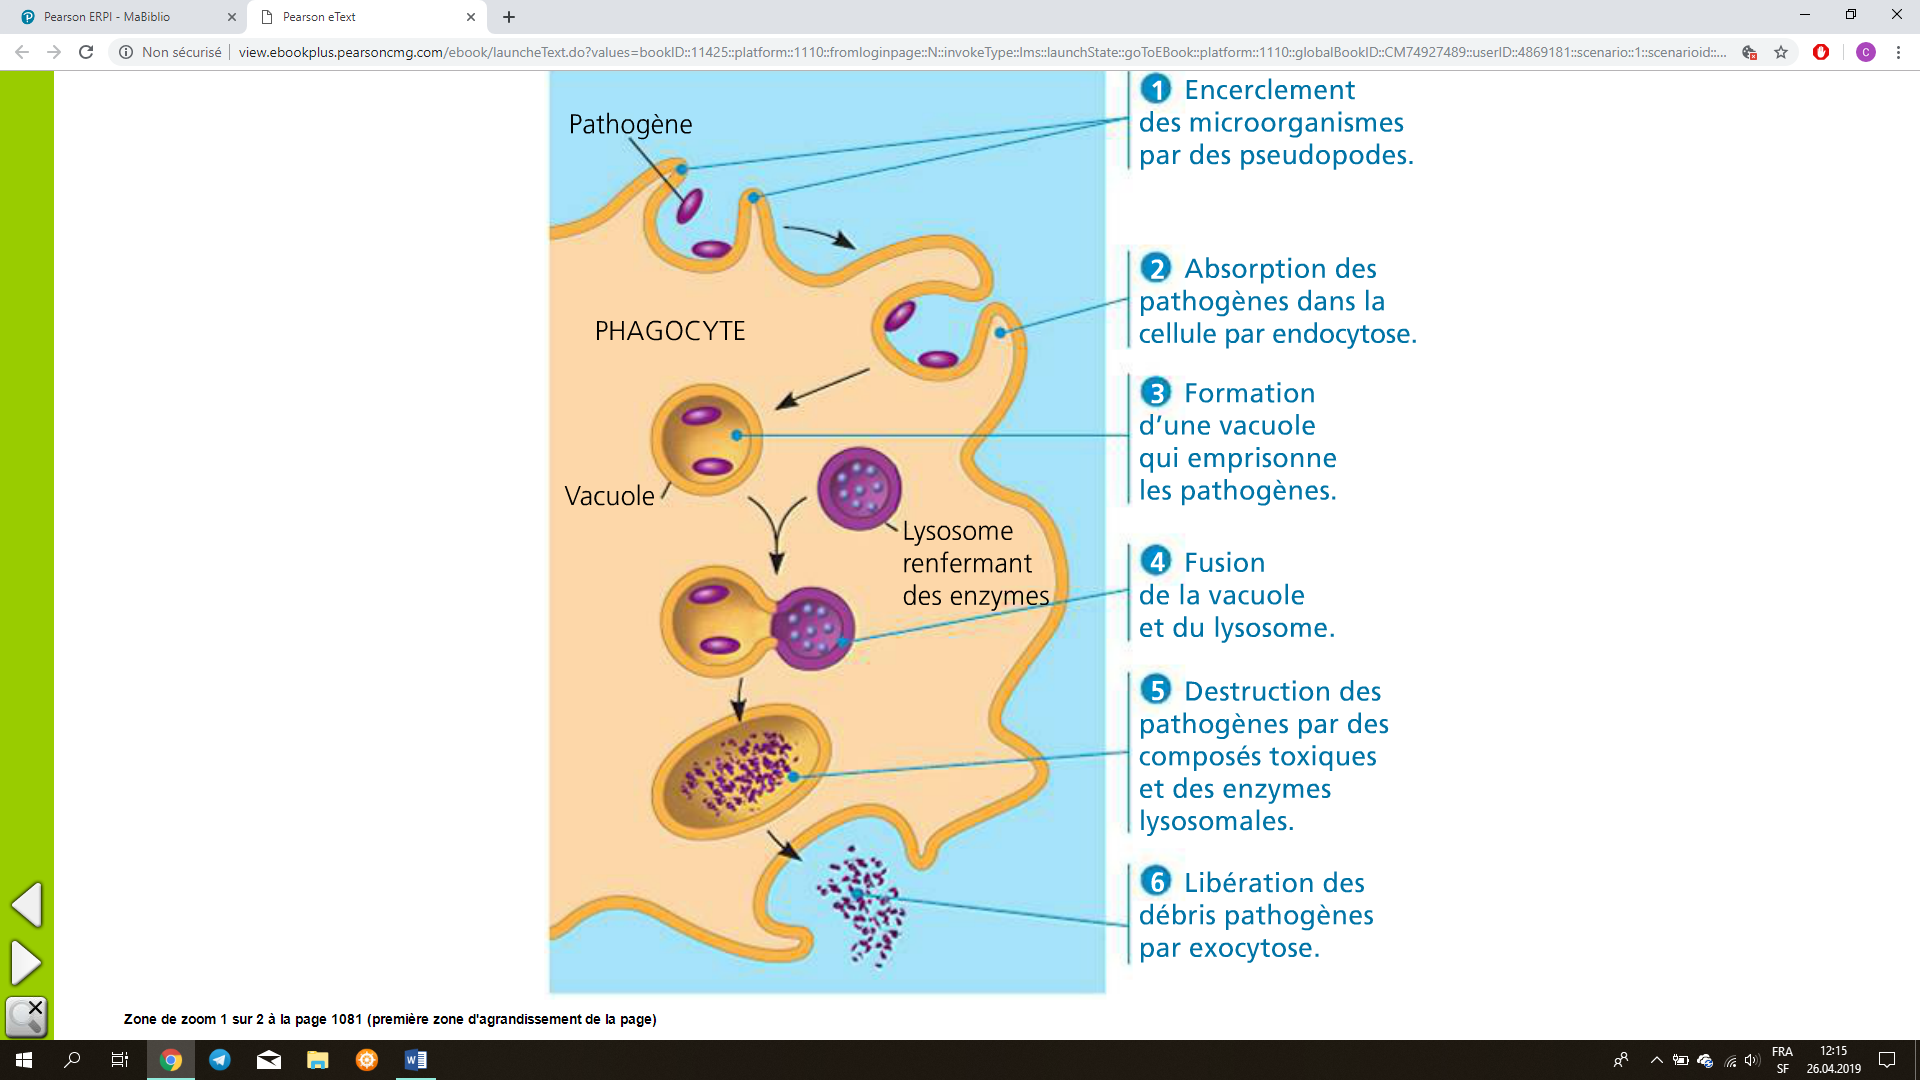 Pearson ERPI - MaBiblio
Pearson eText
Non sécurisé
view.ebookplus.pearsoncmg.com/ebook/launcheText.do?values=bookID::11425::platform::1110::fromloginpage::N::invokeType::lms::launchState::goToEBook::platform::1110::globalBookID::CM74927489::userID::4869181::scenario::1::scenarioid::...
C
Pathogène
PHAGOCYTE
Vacuole
Lysosome
renfermant
des enzymes
1 Encerclement
des microorganismes
par des pseudopodes.
2 Absorption des
pathogènes dans la
cellule par endocytose.
3 Formation
d’une vacuole
qui emprisonne
les pathogènes.
4 Fusion
de la vacuole
et du lysosome.
5 Destruction des
pathogènes par des
composés toxiques
et des enzymes
lysosomales.
6 Libération des
débris pathogènes
par exocytose.
Zone de zoom 1 sur 2 à la page 1081 (première zone d'agrandissement de la page)
FRA
SF
12:15
26.04.2019